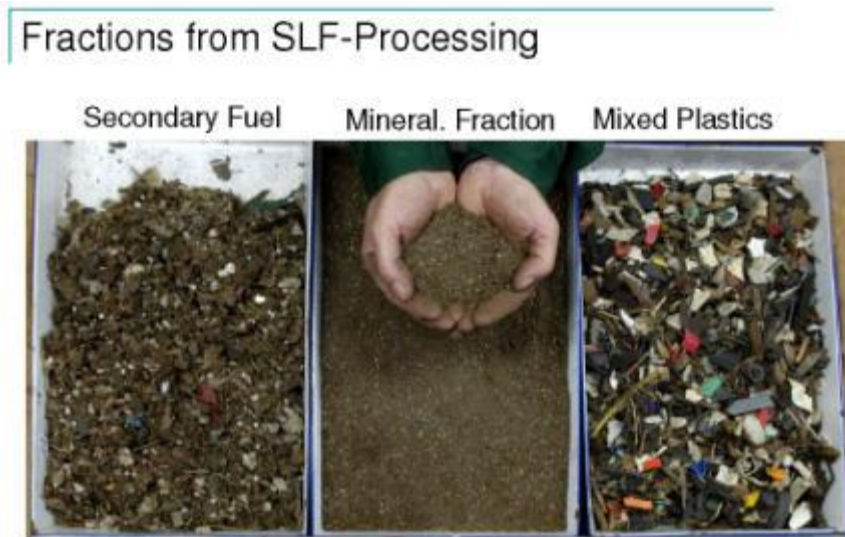 Fractions from SLF-Processing
Secondary Fuel
Mineral. Fraction
Mixed Plastics